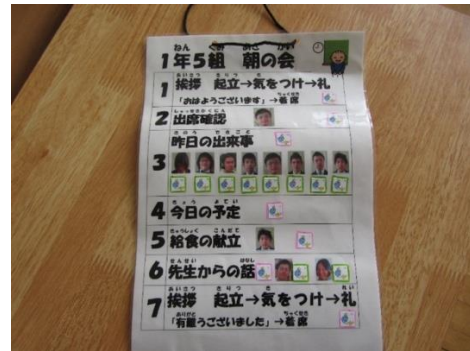 1年5組 朝の会
1 挨拶 起立→気をつけ→礼
「おはようございます」→着席
2 出席確認
昨日の出来事
3
4 今日の予定
5 給食の献立
6 先生からの話
7 挨拶 起立→気をつけ→礼
「有難うございました」→着席